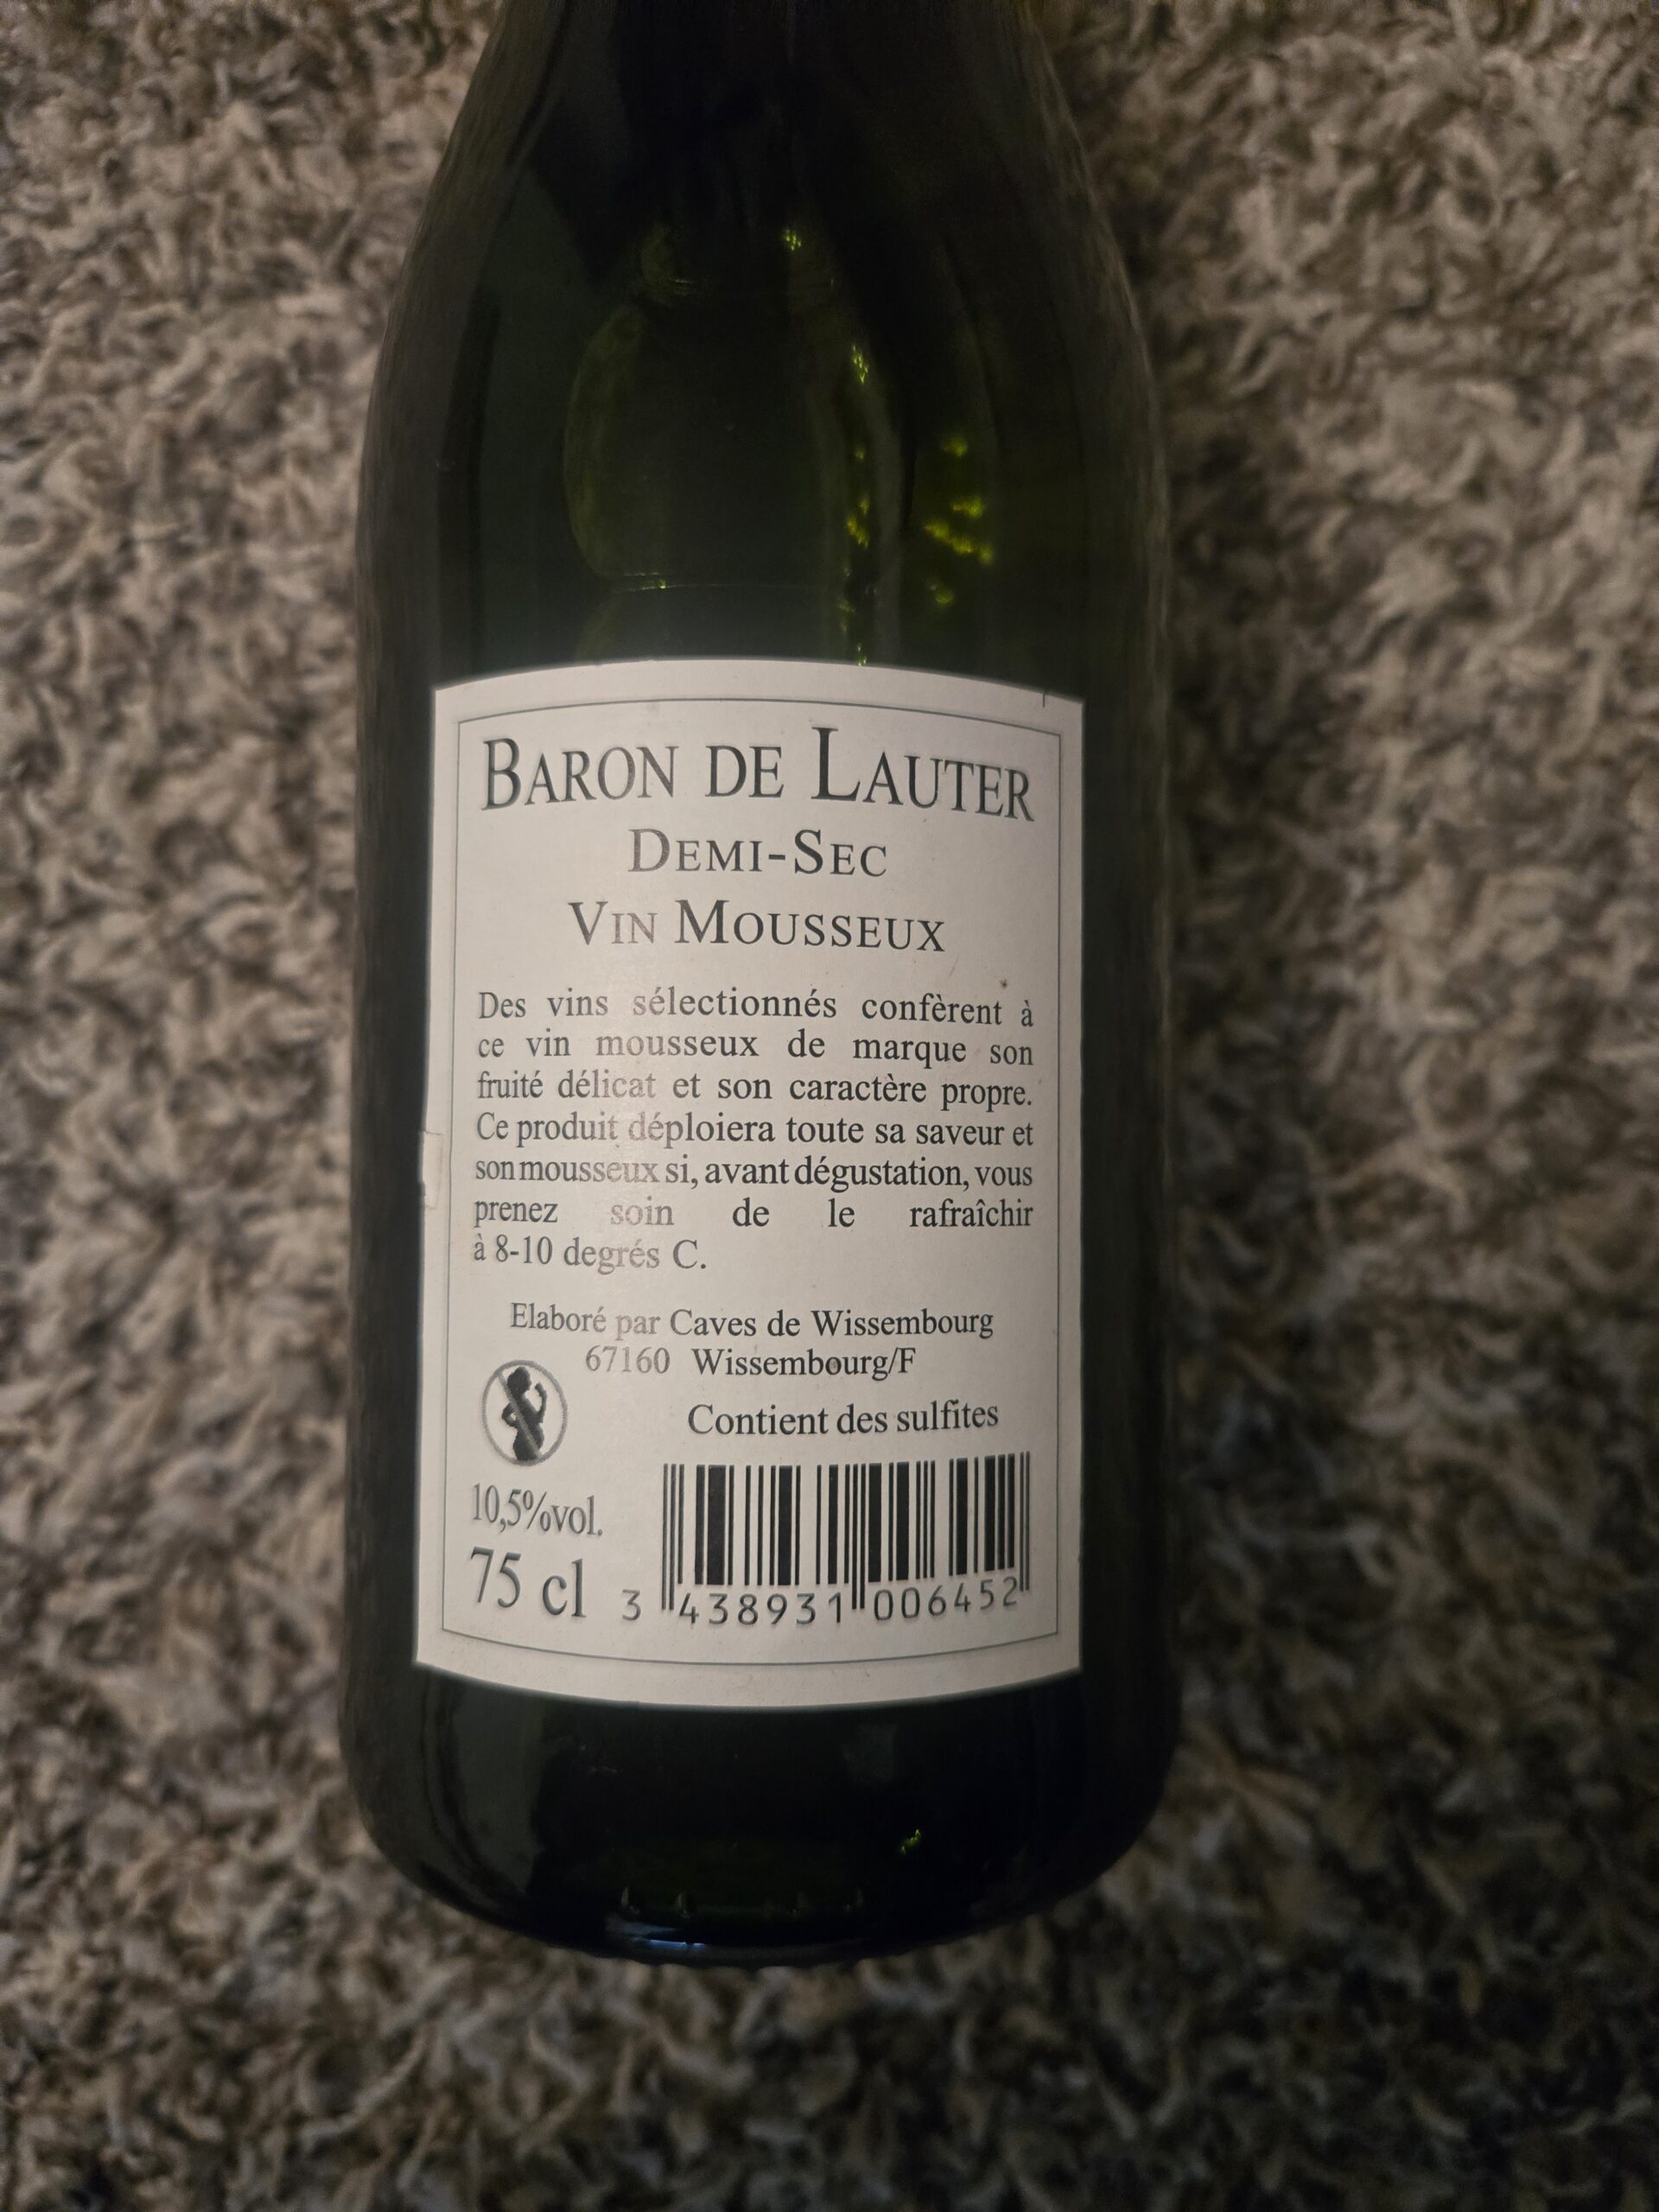 BARON DE LAUTER
DEMI-SEC
VIN MOUSSEUX
Des vins sélectionnés confèrent à
ce vin mousseux de marque son
fruité délicat et son caractère propre.
Ce produit déploiera toute sa saveur et
son mousseux si, avant dégustation, vous
prenez soin de le rafraîchir
à 8-10 degrés C.
Elaboré par Caves de Wissembourg
67160 Wissembourg/F
Contient des sulfites
10,5%vol.
75 cl
3 438931 006452